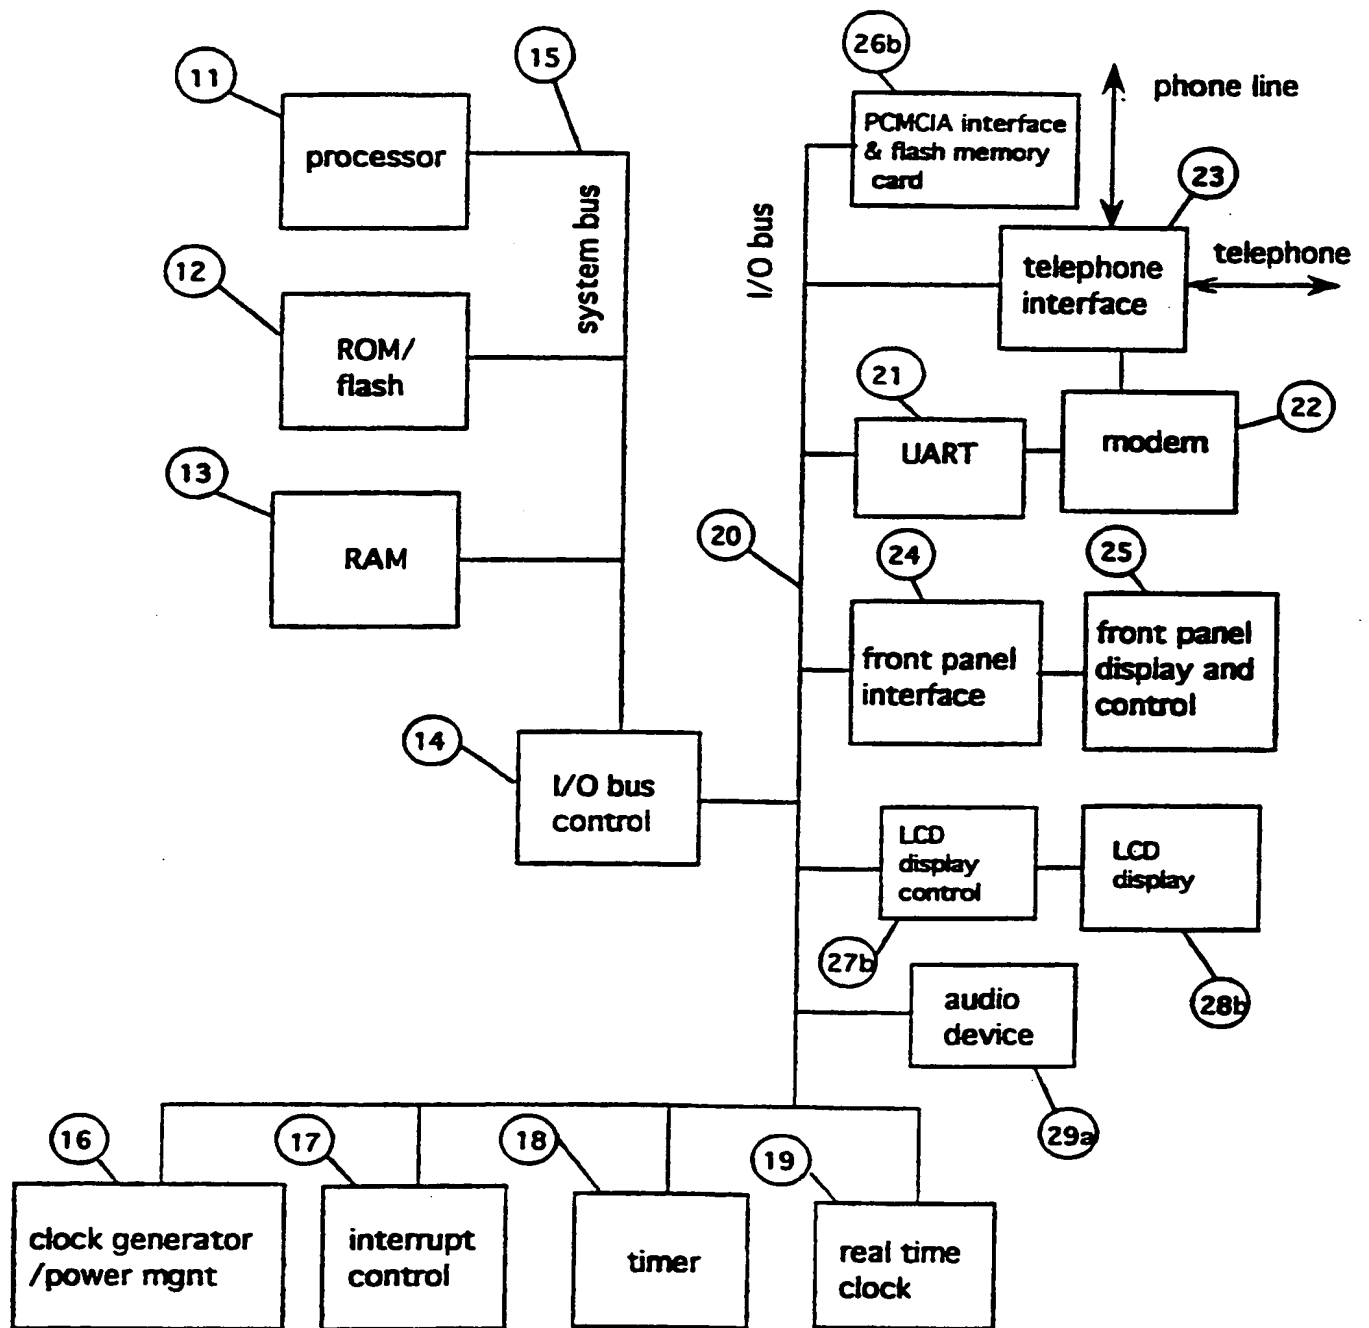 11
processor
15
system bus
12
ROM/
flash
13
RAM
14
I/O bus
control
26b
PCMCIA interface
& flash memory
card
phone line
I/O bus
23
telephone
interface
telephone
21
UART
22
modem
20
24
front panel
interface
25
front panel
display and
control
LCD
display
control
27b
LCD
display
28b
audio
device
29a
16
clock generator
/power mgnt
17
interrupt
control
18
timer
19
real time
clock